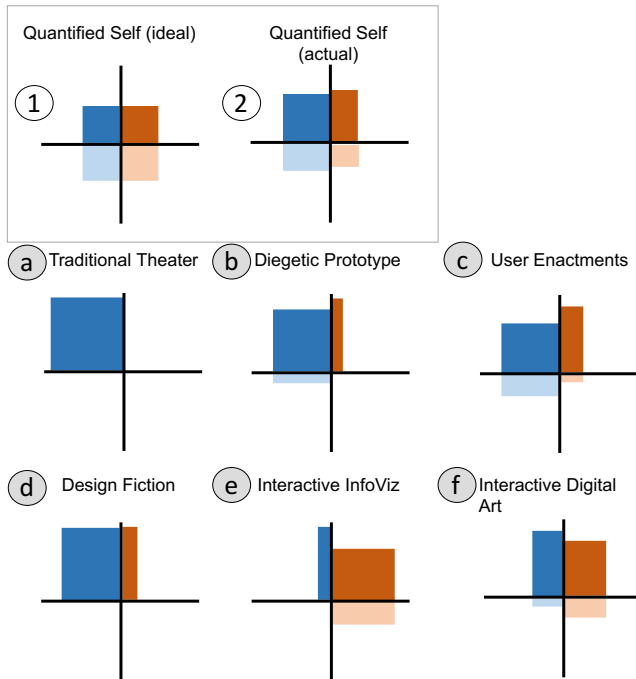 Quantified Self (ideal)
Quantified Self
(actual)
1
2
a Traditional Theater
b Diegetic Prototype
c User Enactments
d Design Fiction
e Interactive InfoViz
f Interactive Digital
Art